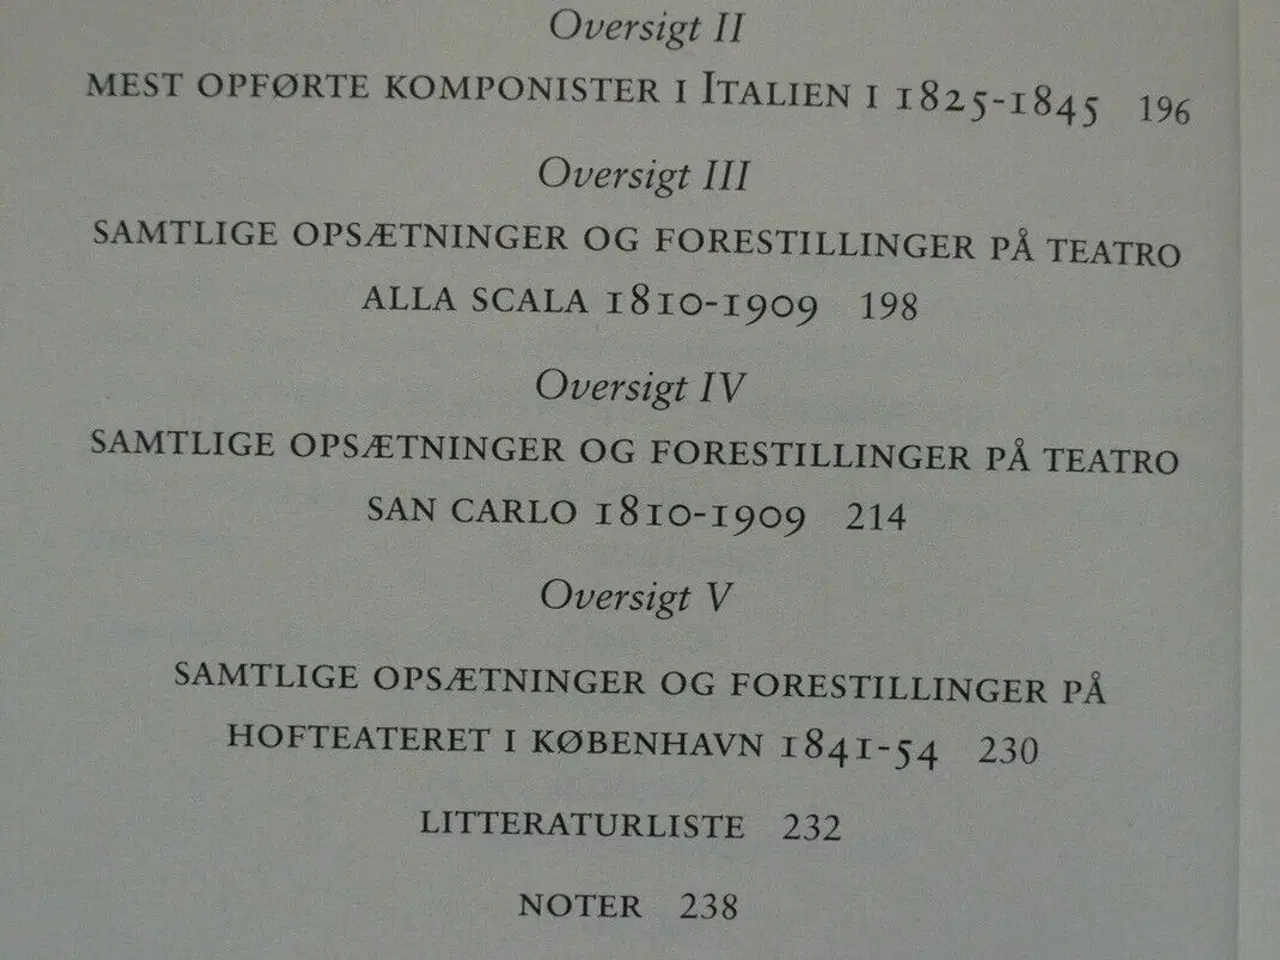 Oversigt II
MEST OPFØRTE KOMPONISTER I ITALIEN I 1825-1845 196
Oversigt III
SAMTLIGE OPSÆTNINGER OG FORESTILLINGER PÅ TEATRO
ALLA SCALA 1810-1909 198
Oversigt IV
SAMTLIGE OPSÆTNINGER OG FORESTILLINGER PÅ TEATRO
SAN CARLO 1810-1909 214
Oversigt V
SAMTLIGE OPSÆTNINGER OG FORESTILLINGER PÅ
HOFTEATERET I KØBENHAVN 1841-54 230
LITTERATURLISTE 232
NOTER 238